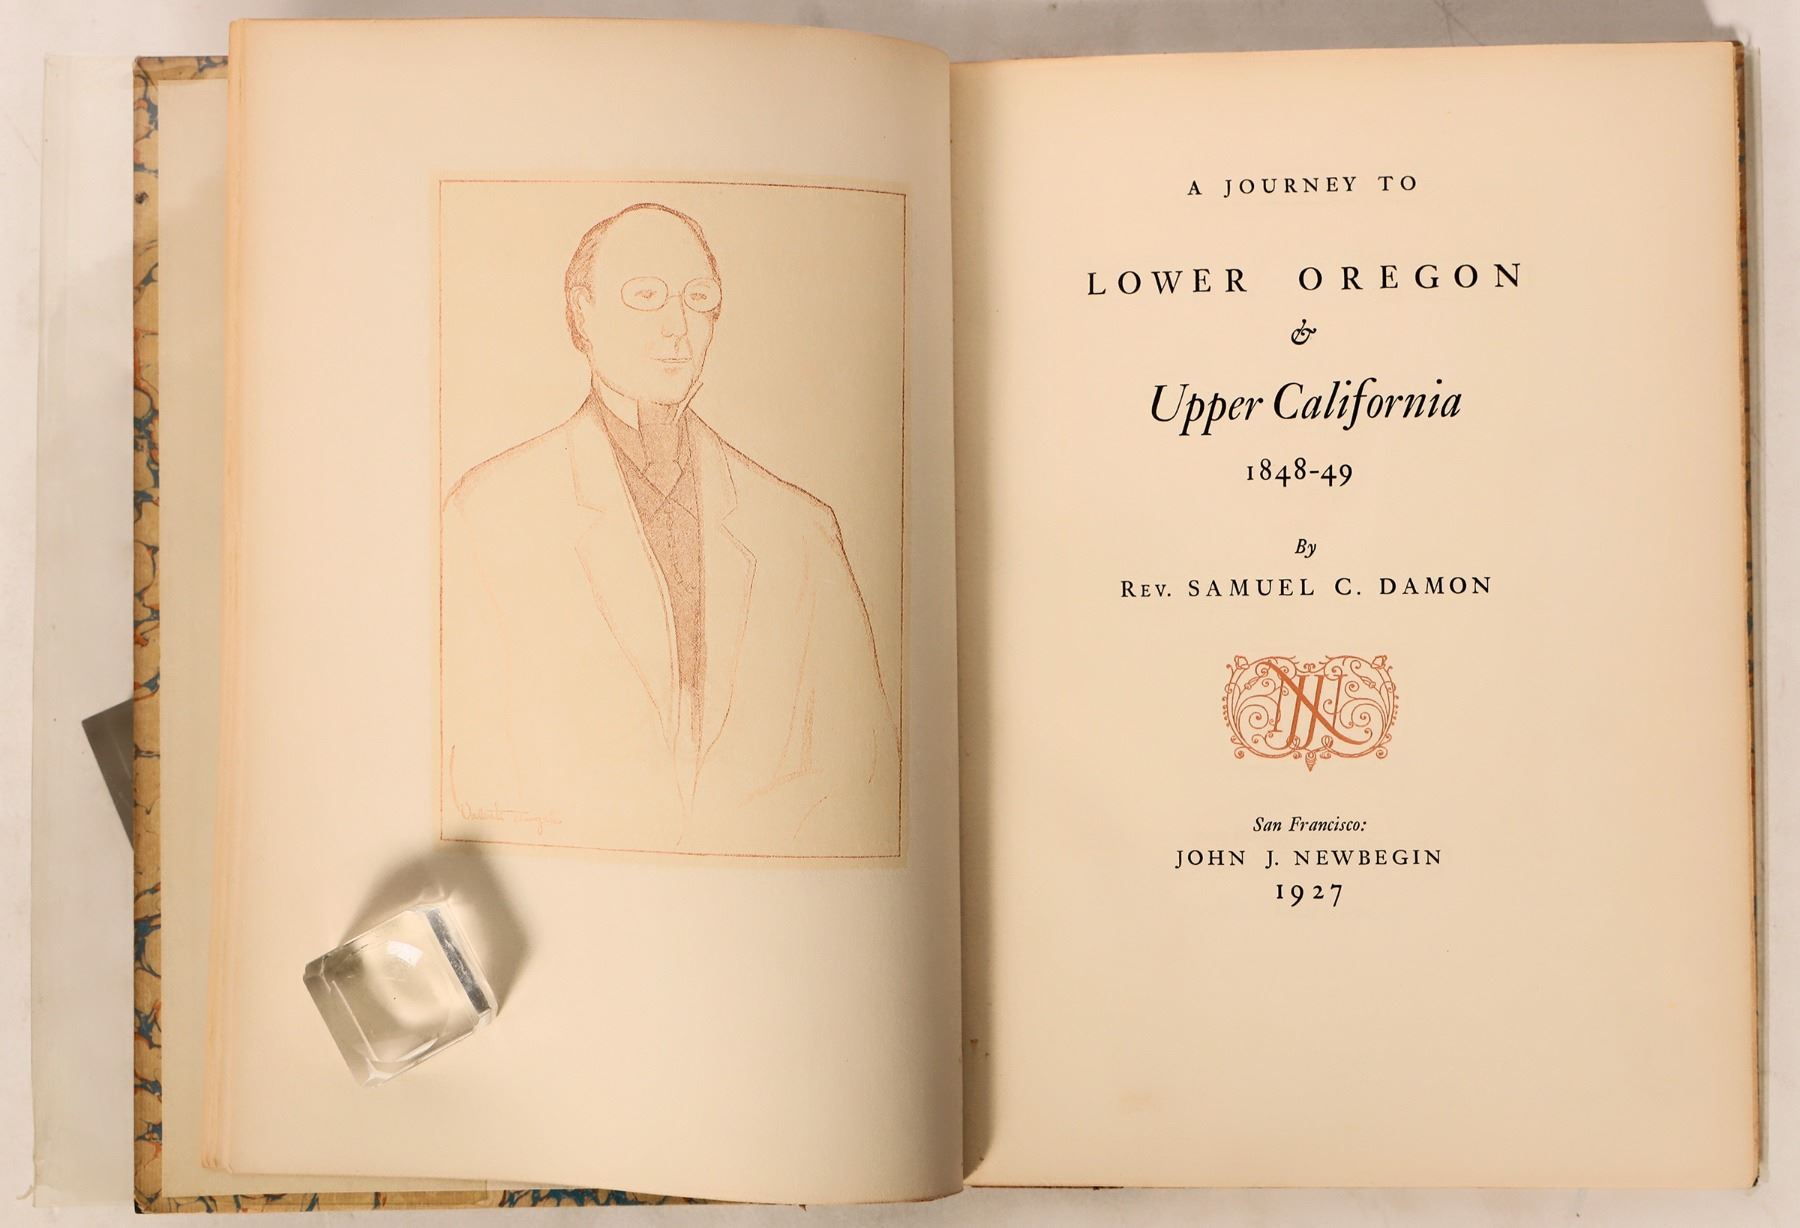 A JOURNEY TO
LOWER OREGON
&
Upper California
1848-49
By
REV. SAMUEL C. DAMON
San Francisco:
JOHN J. NEWBEGIN
1927